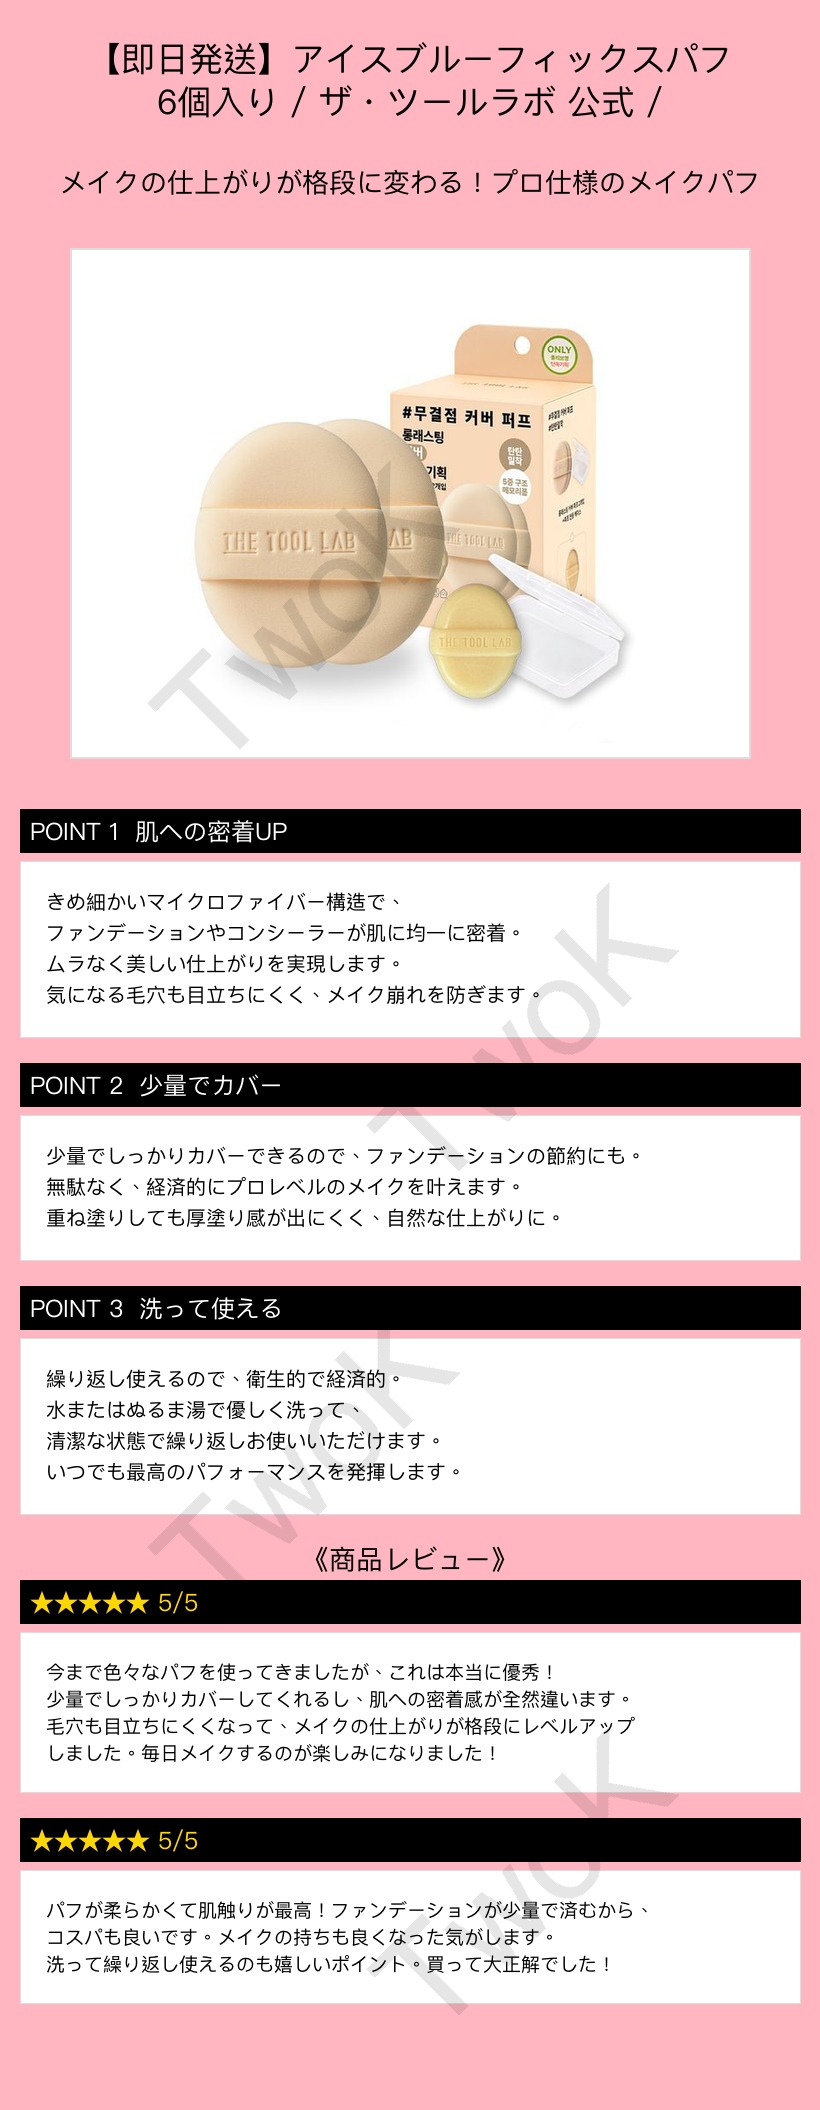 【即日発送】アイスブルーフィックスパフ
6個入り / ザ・ツールラボ 公式 /
メイクの仕上がりが格段に変わる！プロ仕様のメイクパフ
ONLY
올리브영
단독기획
THE TOOL LAB
#무결점 커버 퍼프
롱래스팅
탄탄
밀착
기획
5중 구조
메모리폼
THE TOOL LAB
AB
THE TOOL LAB
THE TOOL LAB
TwoK
POINT 1 肌への密着UP
きめ細かいマイクロファイバー構造で、
ファンデーションやコンシーラーが肌に均一に密着。
ムラなく美しい仕上がりを実現します。
気になる毛穴も目立ちにくく、メイク崩れを防ぎます。
TwoK
POINT 2 少量でカバー
少量でしっかりカバーできるので、ファンデーションの節約にも。
無駄なく、経済的にプロレベルのメイクを叶えます。
重ね塗りしても厚塗り感が出にくく、自然な仕上がりに。
POINT 3 洗って使える
繰り返し使えるので、衛生的で経済的。
水またはぬるま湯で優しく洗って、
清潔な状態で繰り返しお使いいただけます。
いつでも最高のパフォーマンスを発揮します。
TwoK
《商品レビュー》
★★★★★ 5/5
今まで色々なパフを使ってきましたが、これは本当に優秀！
少量でしっかりカバーしてくれるし、肌への密着感が全然違います。
毛穴も目立ちにくくなって、メイクの仕上がりが格段にレベルアップ
しました。毎日メイクするのが楽しみになりました！
★★★★★ 5/5
パフが柔らかくて肌触りが最高！ファンデーションが少量で済むから、
コスパも良いです。メイクの持ちも良くなった気がします。
洗って繰り返し使えるのも嬉しいポイント。買って大正解でした！
TwoK